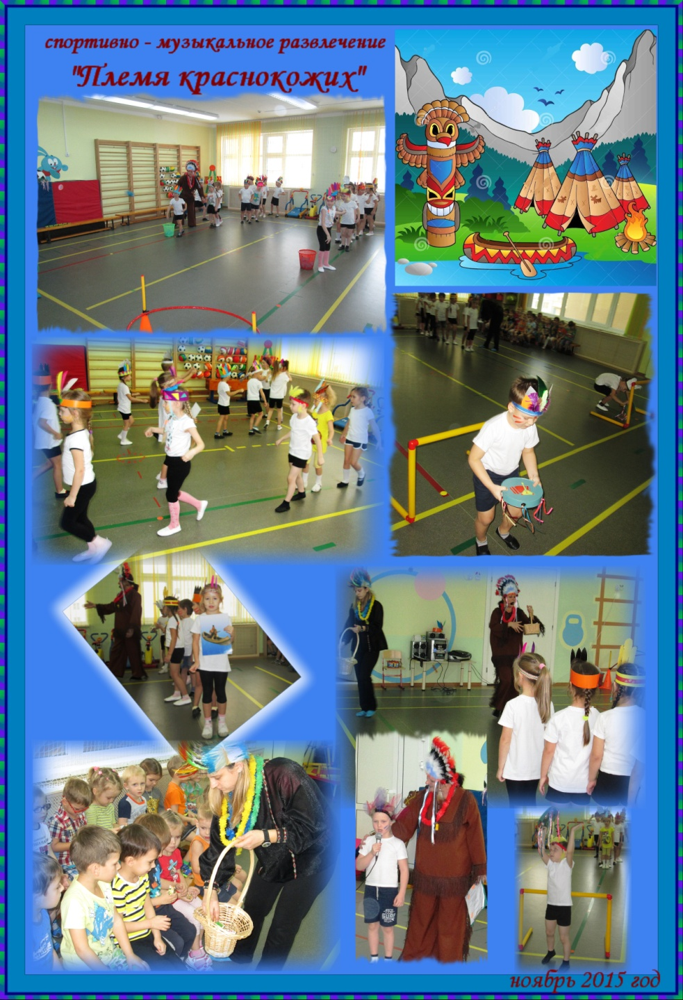 спортивно - музыкальное развлечение
"Племя краснокожих"
ноябрь 2015 год